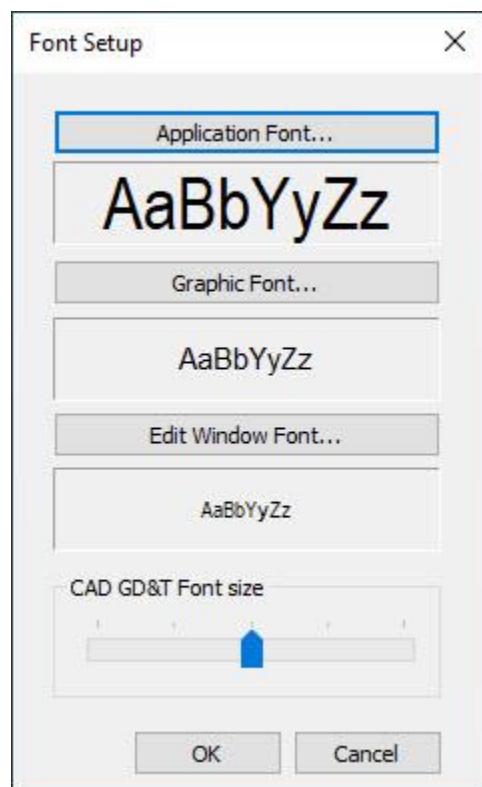 Font Setup
Application Font...
AaBbYyZz
Graphic Font...
AaBbYyZz
Edit Window Font...
AaBbYyZz
CAD GD&T Font size
OK Cancel